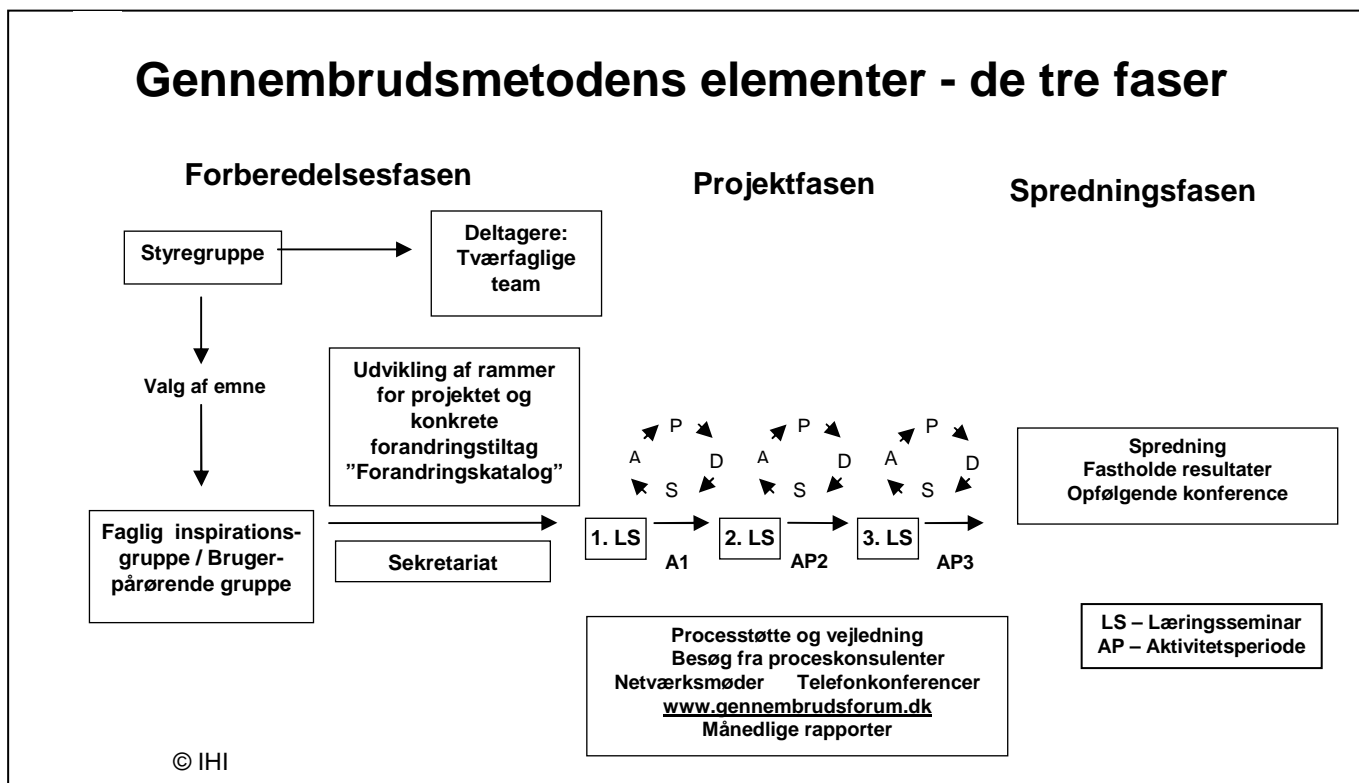 Gennembrudsmetodens elementer - de tre faser
Forberedelsesfasen
Projektfasen
Spredningsfasen
Styregruppe
Deltagere:
Tværfaglige
team
Valg af emne
Udvikling af rammer
for projektet og
konkrete
forandringstiltag
”Forandringskatalog”
Faglig inspirations-
gruppe / Bruger-
pårørende gruppe
Sekretariat
P
A
D
S
P
A
D
S
P
A
D
S
1. LS
2. LS
3. LS
A1
AP2
AP3
Spredning
Fastholde resultater
Opfølgende konference
LS – Læringsseminar
AP – Aktivitetsperiode
Processtøtte og vejledning
Besøg fra proceskonsulenter
Netværksmøder Telefonkonferencer
www.gennembrudsforum.dk
Månedlige rapporter
© IHI